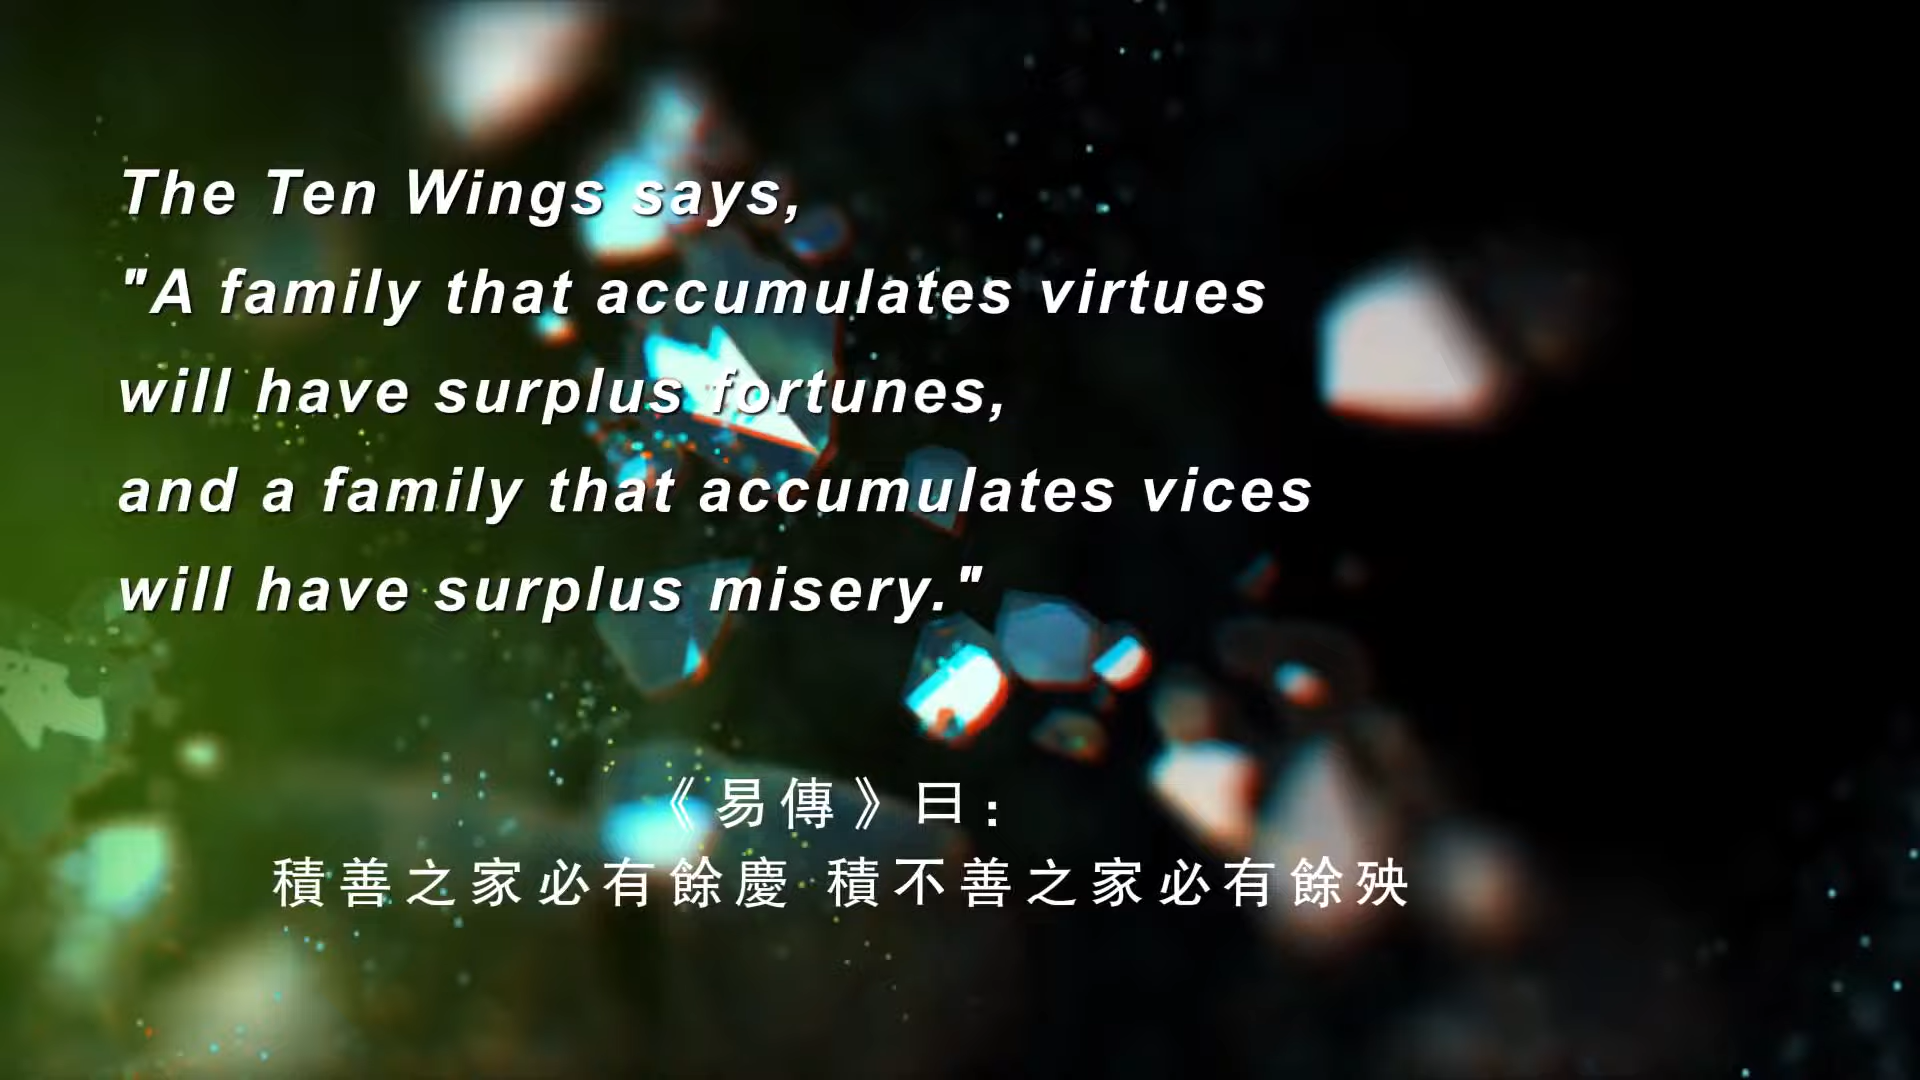 The Ten Wings says,
"A family that accumulates virtues
will have surplus fortunes,
and a family that accumulates vices
will have surplus misery."
《易傳》曰：
積善之家必有餘慶 積不善之家必有餘殃